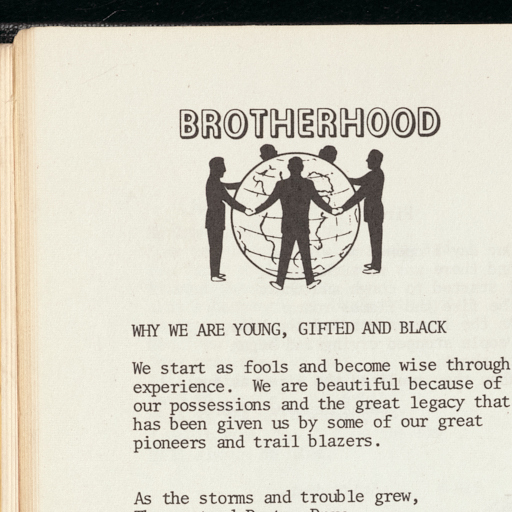 BROTHERHOOD
WHY WE ARE YOUNG, GIFTED AND BLACK
We start as fools and become wise through
experience. We are beautiful because of
our possessions and the great legacy that
has been given us by some of our great
pioneers and trail blazers.
As the storms and trouble grew,